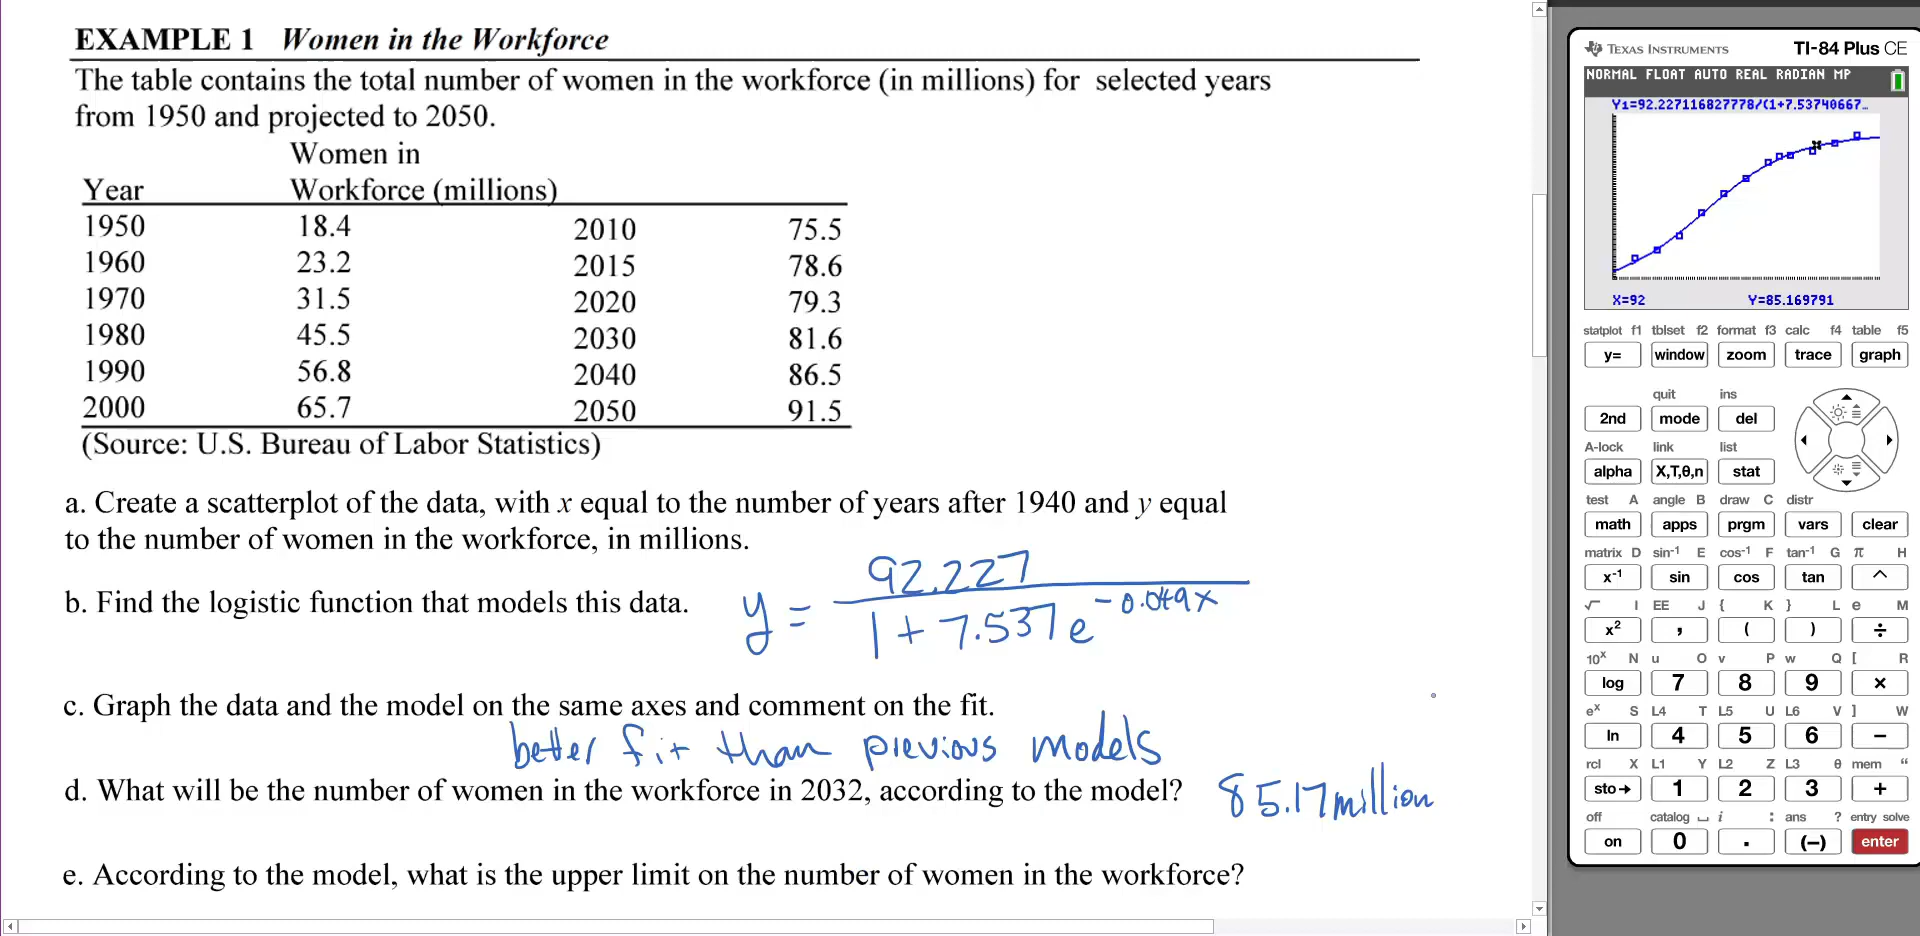 EXAMPLE 1 Women in the Workforce
The table contains the total number of women in the workforce (in millions) for selected years
from 1950 and projected to 2050.
Women in
Year Workforce (millions)
1950 18.4 2010 75.5
1960 23.2 2015 78.6
1970 31.5 2020 79.3
1980 45.5 2030 81.6
1990 56.8 2040 86.5
2000 65.7 2050 91.5
(Source: U.S. Bureau of Labor Statistics)
a. Create a scatterplot of the data, with x equal to the number of years after 1940 and y equal
to the number of women in the workforce, in millions.
b. Find the logistic function that models this data.
y = 92.227 / 1 + 7.537e^-0.049x
c. Graph the data and the model on the same axes and comment on the fit.
better fit than previous models
d. What will be the number of women in the workforce in 2032, according to the model? 85.17 million
e. According to the model, what is the upper limit on the number of women in the workforce?
TEXAS INSTRUMENTS TI-84 Plus CE
NORMAL FLOAT AUTO REAL RADIAN MP
Y1=92.227116827778/(1+7.53740667…
X=92 Y=85.169791
statplot f1 tblset f2 format f3 calc f4 table f5
y= window zoom trace graph
quit ins
2nd mode del
A-lock link list
alpha X,T,θ,n stat
test A angle B draw C distr
math apps prgm vars clear
matrix D sin-1 E cos-1 F tan-1 G π H
x-1 sin cos tan ^
√ I EE J { K } L e M
x2 , ( ) ÷
10x N u O v P w Q [ R
log 7 8 9 ×
ex S L4 T L5 U L6 V ] W
ln 4 5 6 −
rcl X L1 Y L2 Z L3 θ mem “
sto→ 1 2 3 +
off catalog ⎵ i : ans ? entry solve
on 0 . (−) enter